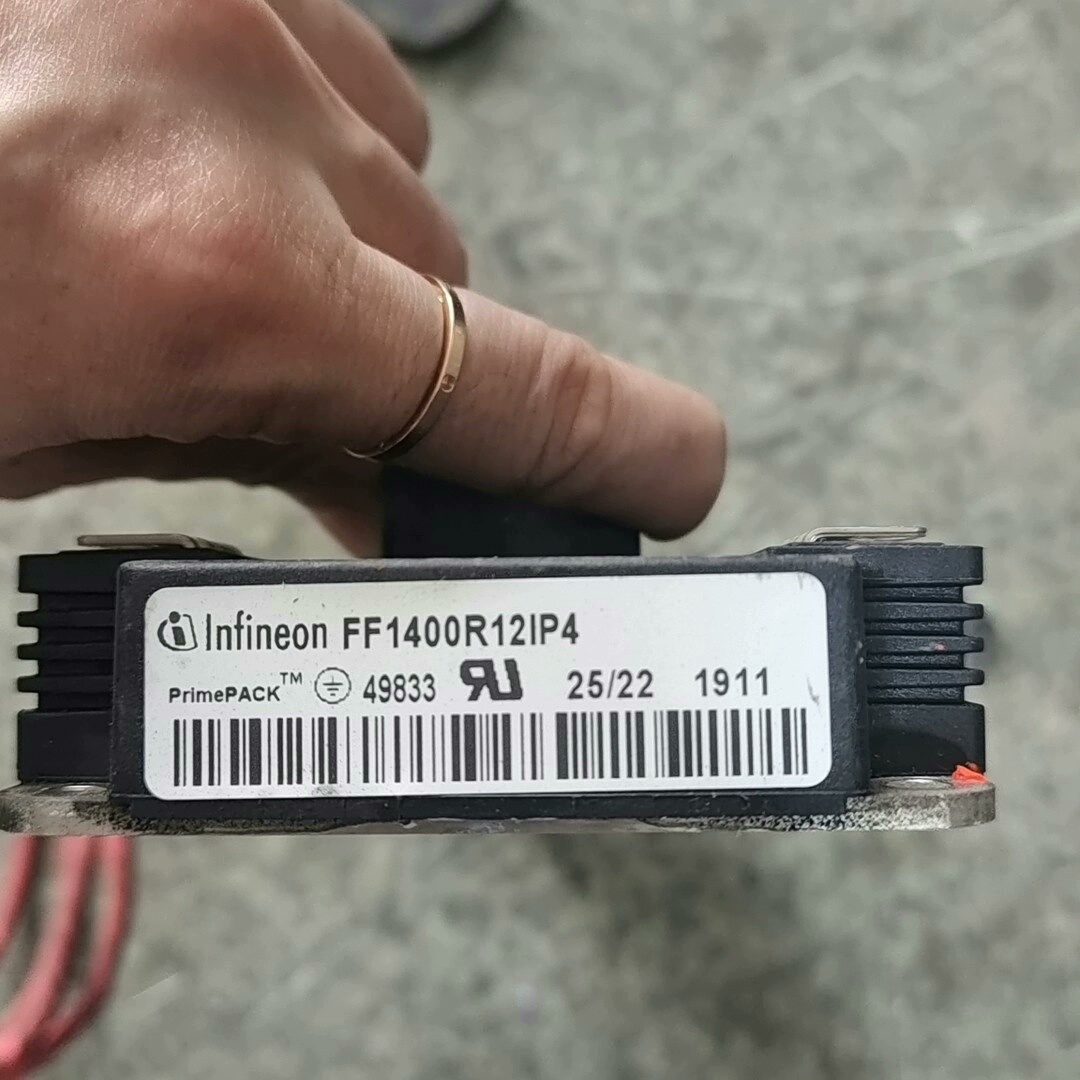 Infineon FF1400R12IP4
PrimePACK™ 49833 25/22 1911